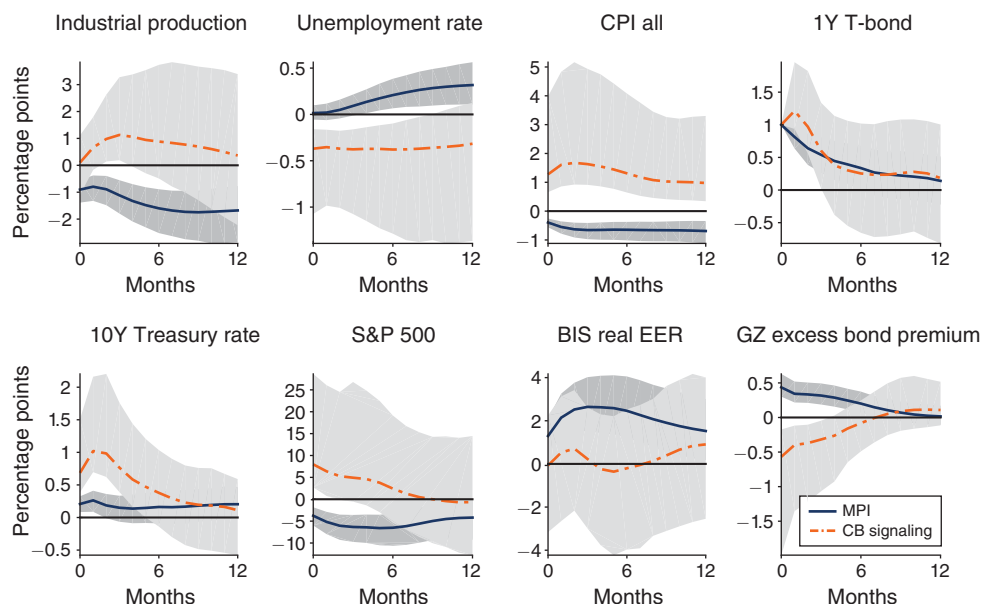 Industrial production
Unemployment rate
CPI all
1Y T-bond
Percentage points
3
2
1
0
−1
−2
0 6 12
Months
0.5
0
−0.5
−1
0 6 12
Months
5
4
3
2
1
0
−1
0 6 12
Months
1.5
1
0.5
0
−0.5
0 6 12
Months
10Y Treasury rate
S&P 500
BIS real EER
GZ excess bond premium
Percentage points
2
1.5
1
0.5
0
−0.5
0 6 12
Months
25
20
15
10
5
0
−5
−10
0 6 12
Months
4
2
0
−2
−4
0 6 12
Months
0.5
0
−0.5
−1
−1.5
MPI
CB signaling
0 6 12
Months